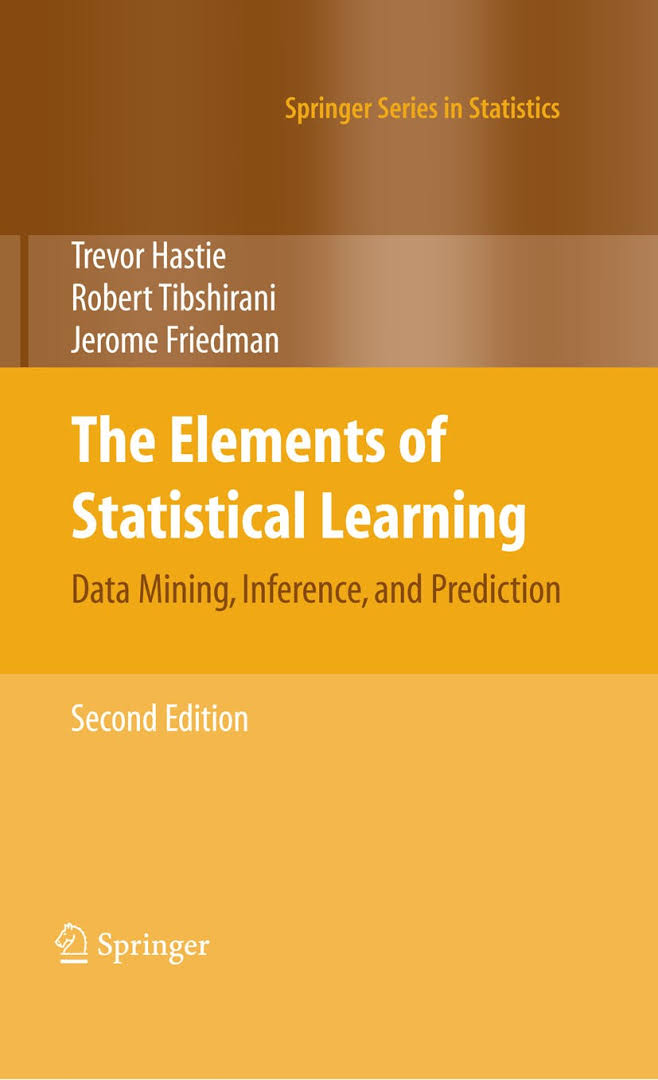 Springer Series in Statistics
Trevor Hastie
Robert Tibshirani
Jerome Friedman
The Elements of
Statistical Learning
Data Mining, Inference, and Prediction
Second Edition
Springer